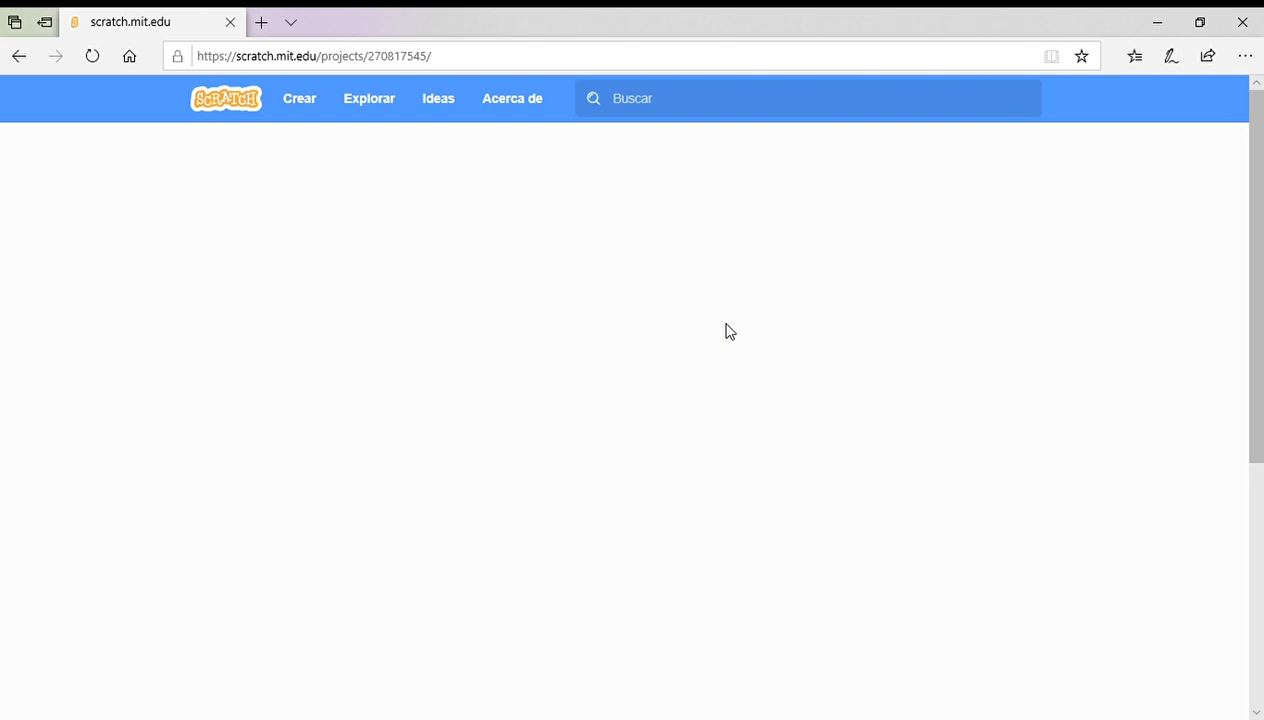 scratch.mit.edu
https://scratch.mit.edu/projects/270817545/
SCRATCH Crear Explorar Ideas Acerca de Buscar